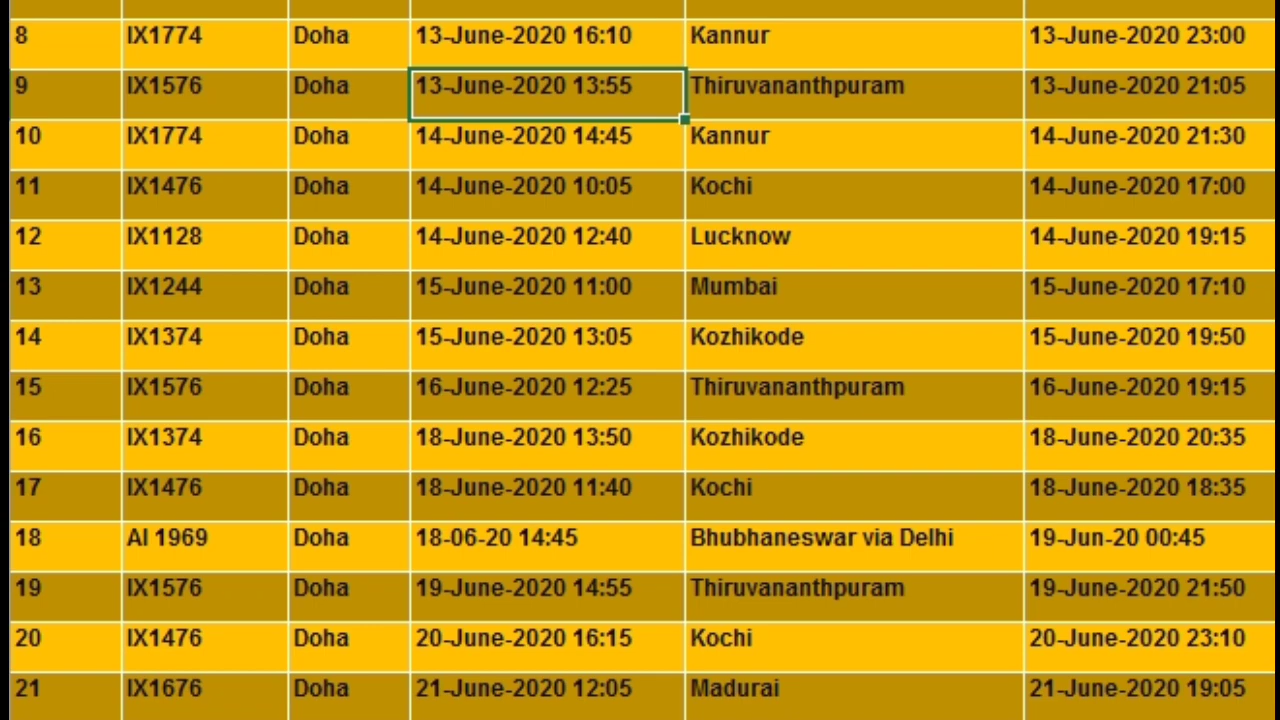 8 IX1774 Doha 13-June-2020 16:10 Kannur 13-June-2020 23:00
9 IX1576 Doha 13-June-2020 13:55 Thiruvananthpuram 13-June-2020 21:05
10 IX1774 Doha 14-June-2020 14:45 Kannur 14-June-2020 21:30
11 IX1476 Doha 14-June-2020 10:05 Kochi 14-June-2020 17:00
12 IX1128 Doha 14-June-2020 12:40 Lucknow 14-June-2020 19:15
13 IX1244 Doha 15-June-2020 11:00 Mumbai 15-June-2020 17:10
14 IX1374 Doha 15-June-2020 13:05 Kozhikode 15-June-2020 19:50
15 IX1576 Doha 16-June-2020 12:25 Thiruvananthpuram 16-June-2020 19:15
16 IX1374 Doha 18-June-2020 13:50 Kozhikode 18-June-2020 20:35
17 IX1476 Doha 18-June-2020 11:40 Kochi 18-June-2020 18:35
18 AI 1969 Doha 18-06-20 14:45 Bhubhaneswar via Delhi 19-Jun-20 00:45
19 IX1576 Doha 19-June-2020 14:55 Thiruvananthpuram 19-June-2020 21:50
20 IX1476 Doha 20-June-2020 16:15 Kochi 20-June-2020 23:10
21 IX1676 Doha 21-June-2020 12:05 Madurai 21-June-2020 19:05